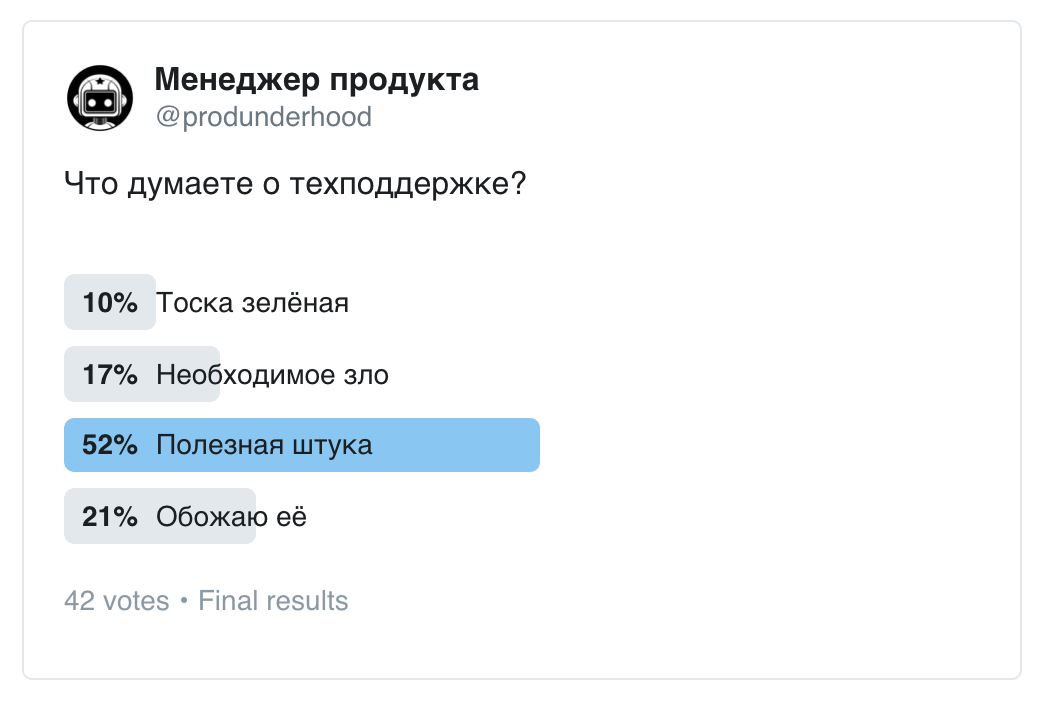 Менеджер продукта
@produnderhood
Что думаете о техподдержке?
10% Тоска зелёная
17% Необходимое зло
52% Полезная штука
21% Обожаю её
42 votes • Final results